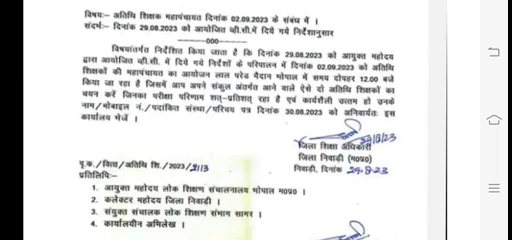 विषयः- अतिथि शिक्षक महापंचायत दिनांक 02.09.2023 के संबंध में ।
संदर्भः- दिनांक 29.08.2023 को आयोजित व्ही.सी.में दिये गये निर्देशानुसार
-----------000-----------
विषयांतर्गत निर्देशित किया जाता है कि दिनांक 29.08.2023 को आयुक्त महोदय
द्वारा आयोजित व्ही.सी. में दिये गये निर्देशों के परिपालन में दिनांक 02.09.2023 को अतिथि
शिक्षकों की महापंचायत का आयोजन लाल परेड मैदान भोपाल में समय दोपहर 12.00 बजे
किया जा रहा है जिसमें आप अपने संकुल अंतर्गत आने वाले ऐसे दो अतिथि शिक्षकों का
चयन करें जिनका परीक्षा परिणाम शत्-प्रतिशत् रहा है एवं कार्यशैली उत्तम हो उनके
नाम/मोबाइल नं./पदांकित संस्था/परिचय पत्र दिनांक 30.08.2023 को अनिवार्यतः इस
कार्यालय भेजें ।
जिला शिक्षा अधिकारी
जिला निवाड़ी (म०प्र०)
निवाड़ी, दिनांक 29.8.23
पृ.क./वित्त/अतिथि शि./2023/2113
प्रतिलिपिः-
1. आयुक्त महोदय लोक शिक्षण संचालनालय भोपाल म०प्र० ।
2. कलेक्टर महोदय जिला निवाड़ी ।
3. संयुक्त संचालक लोक शिक्षण संभाग सागर ।
4. कार्यालयीन अभिलेख ।